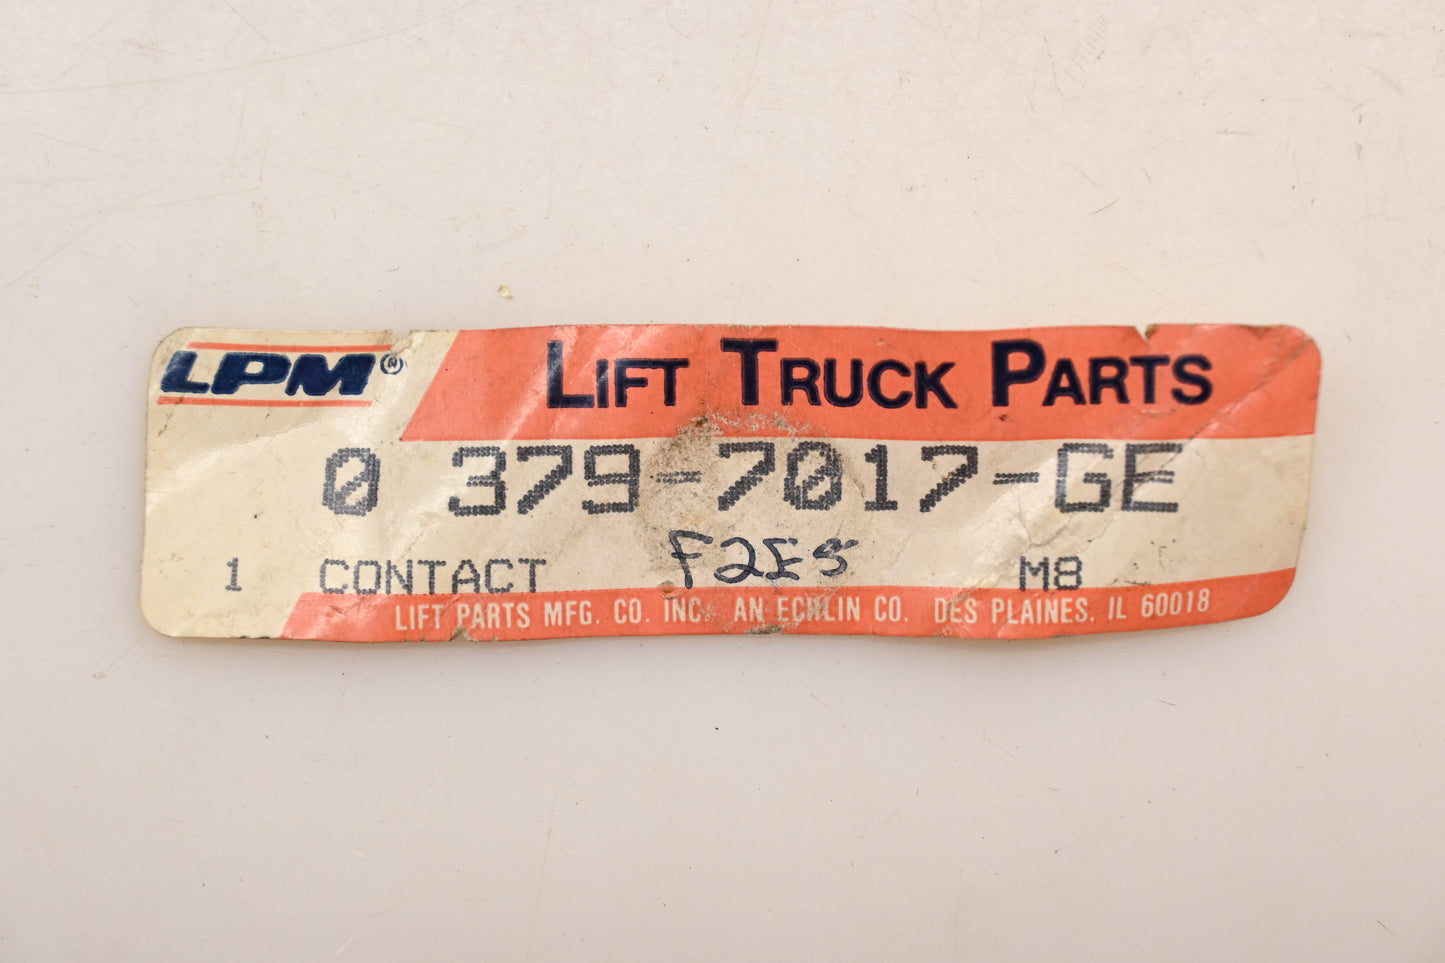 LPM® LIFT TRUCK PARTS
0 379-7017-GE
F2E5
1 CONTACT M8
LIFT PARTS MFG. CO. INC. AN ECHLIN CO. DES PLAINES, IL 60018